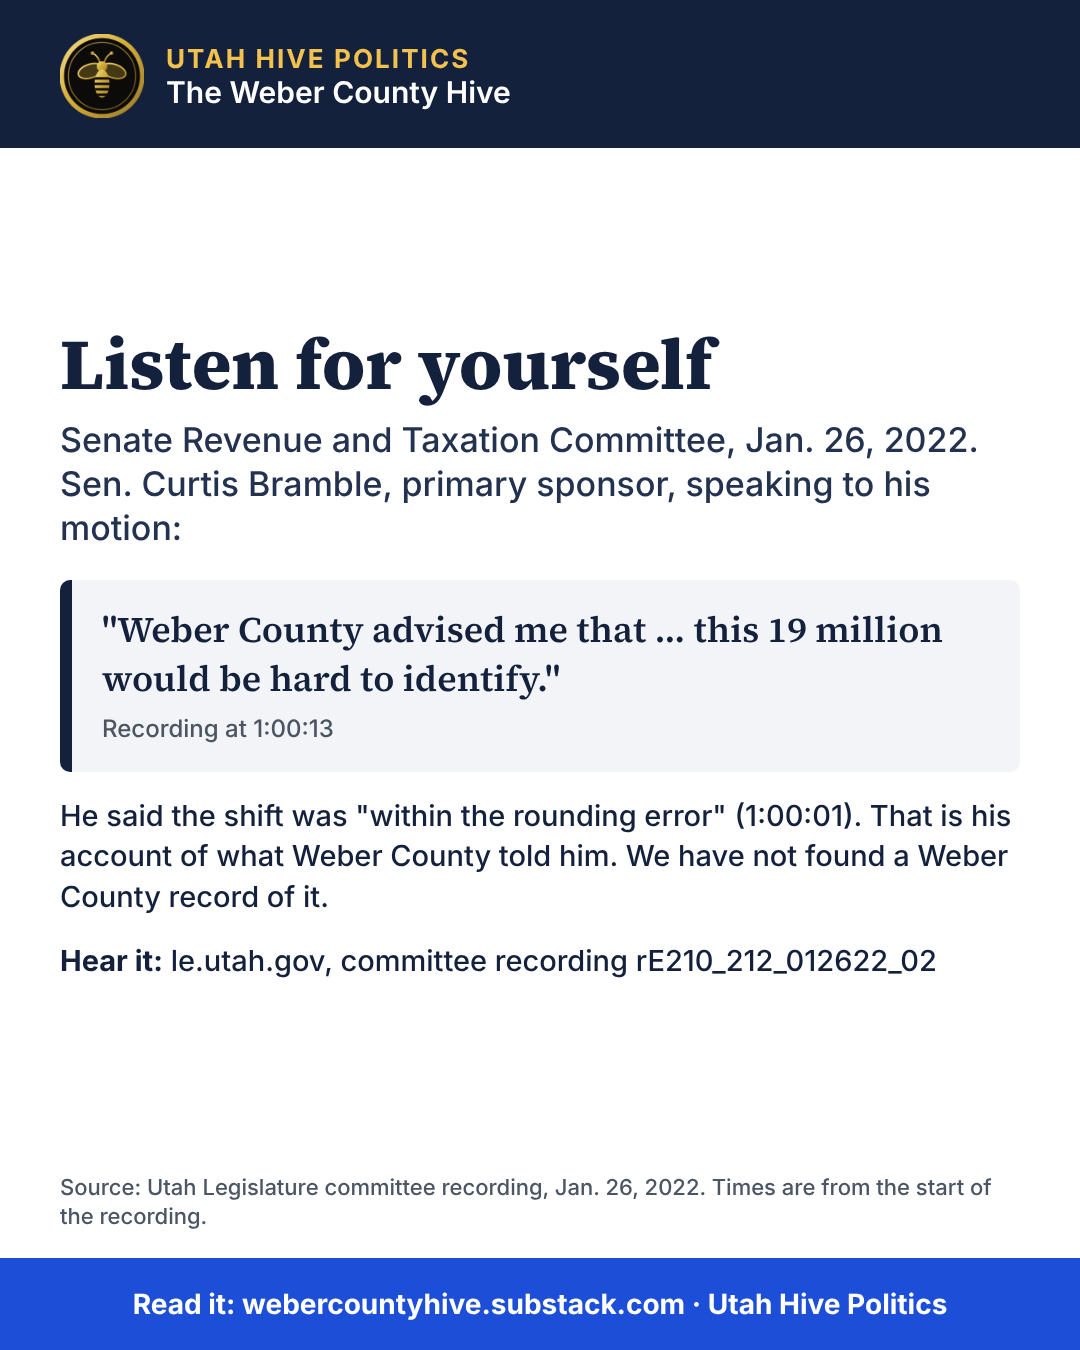 UTAH HIVE POLITICS
The Weber County Hive
Listen for yourself
Senate Revenue and Taxation Committee, Jan. 26, 2022.
Sen. Curtis Bramble, primary sponsor, speaking to his
motion:
"Weber County advised me that ... this 19 million
would be hard to identify."
Recording at 1:00:13
He said the shift was "within the rounding error" (1:00:01). That is his
account of what Weber County told him. We have not found a Weber
County record of it.
Hear it: le.utah.gov, committee recording rE210_212_012622_02
Source: Utah Legislature committee recording, Jan. 26, 2022. Times are from the start of
the recording.
Read it: webercountyhive.substack.com · Utah Hive Politics